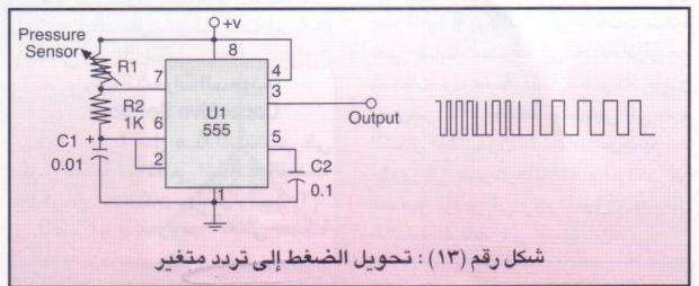 +v
Pressure
Sensor
R1
R2
1K
C1 +
0.01
7
6
2
8
4
3
5
1
U1
555
C2
0.1
Output
شكل رقم (١٣) : تحويل الضغط إلى تردد متغير